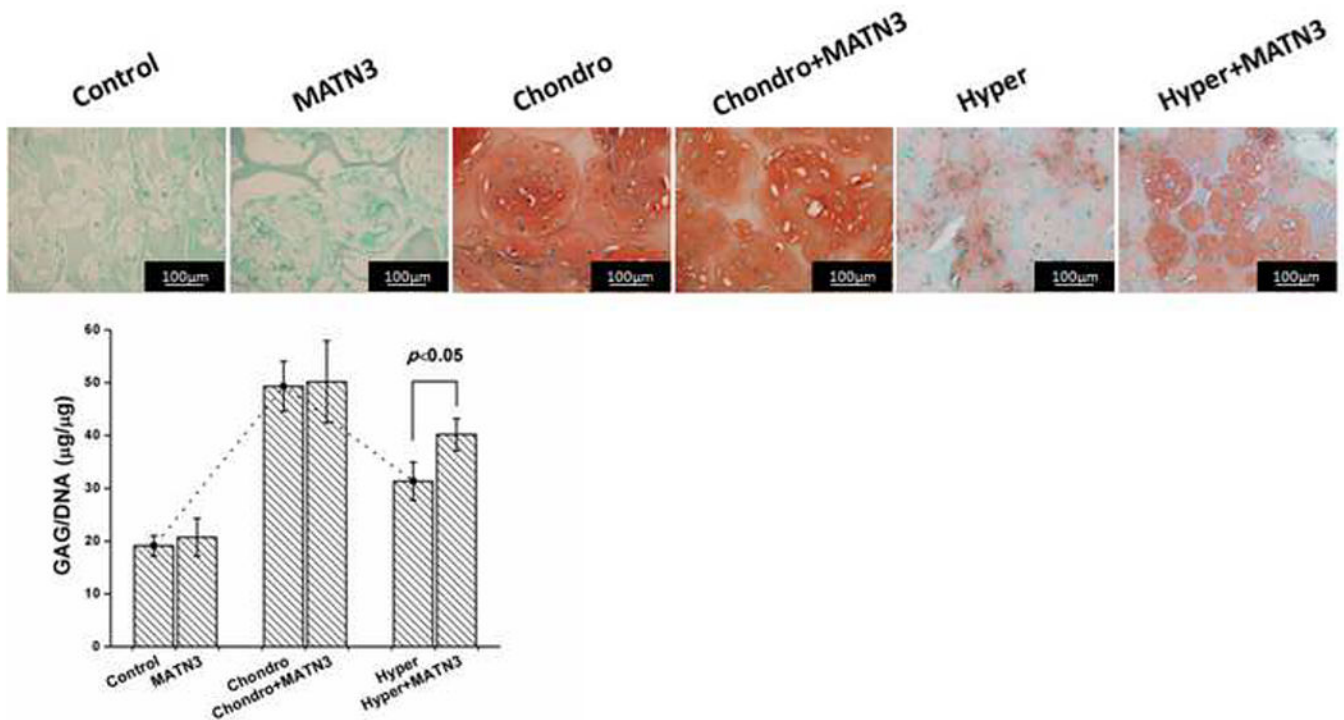 Control
MATN3
Chondro
Chondro+MATN3
Hyper
Hyper+MATN3
100μm
100μm
100μm
100μm
100μm
100μm
60
50
40
30
20
10
0
GAG/DNA (μg/μg)
p<0.05
Control
MATN3
Chondro
Chondro+MATN3
Hyper
Hyper+MATN3